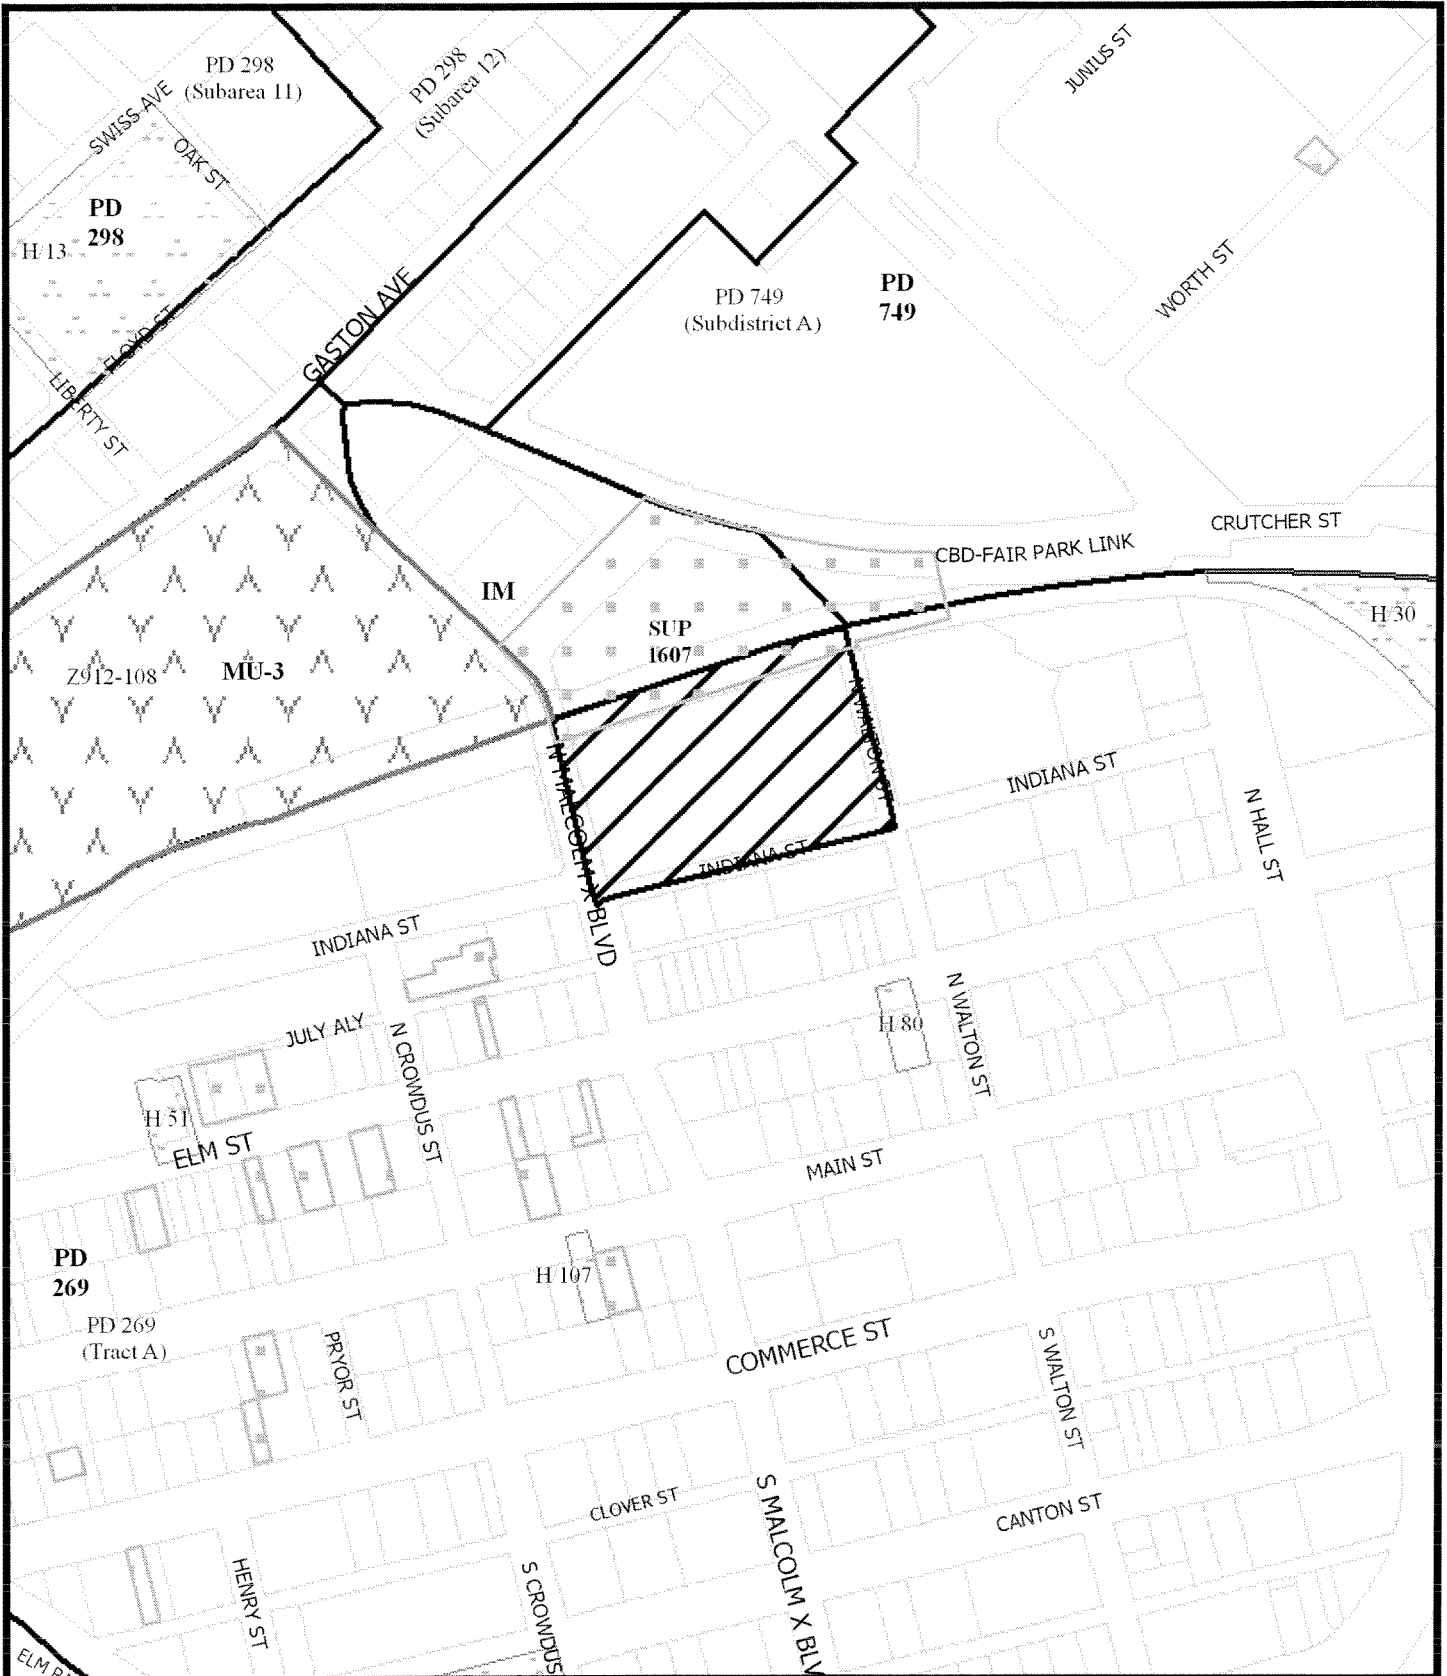 PD 298
(Subarea 11)
PD 298
(Subarea 12)
JUNIUS ST
SWISS AVE
OAK ST
PD
298
H/13
WORTH ST
PD
749
PD 749
(Subdistrict A)
GASTON AVE
FLOYD ST
LIBERTY ST
CRUTCHER ST
CBD-FAIR PARK LINK
IM
H/30
SUP
1607
Z912-108
MU-3
N WALTON ST
INDIANA ST
N MALCOLM X BLVD
N HALL ST
INDIANA ST
INDIANA ST
JULY ALY
N CROWDUS ST
H/80
N WALTON ST
H/51
ELM ST
MAIN ST
PD
269
H/107
PD 269
(Tract A)
PRYOR ST
COMMERCE ST
S WALTON ST
CLOVER ST
S MALCOLM X BLV
CANTON ST
HENRY ST
S CROWDUS
ELM